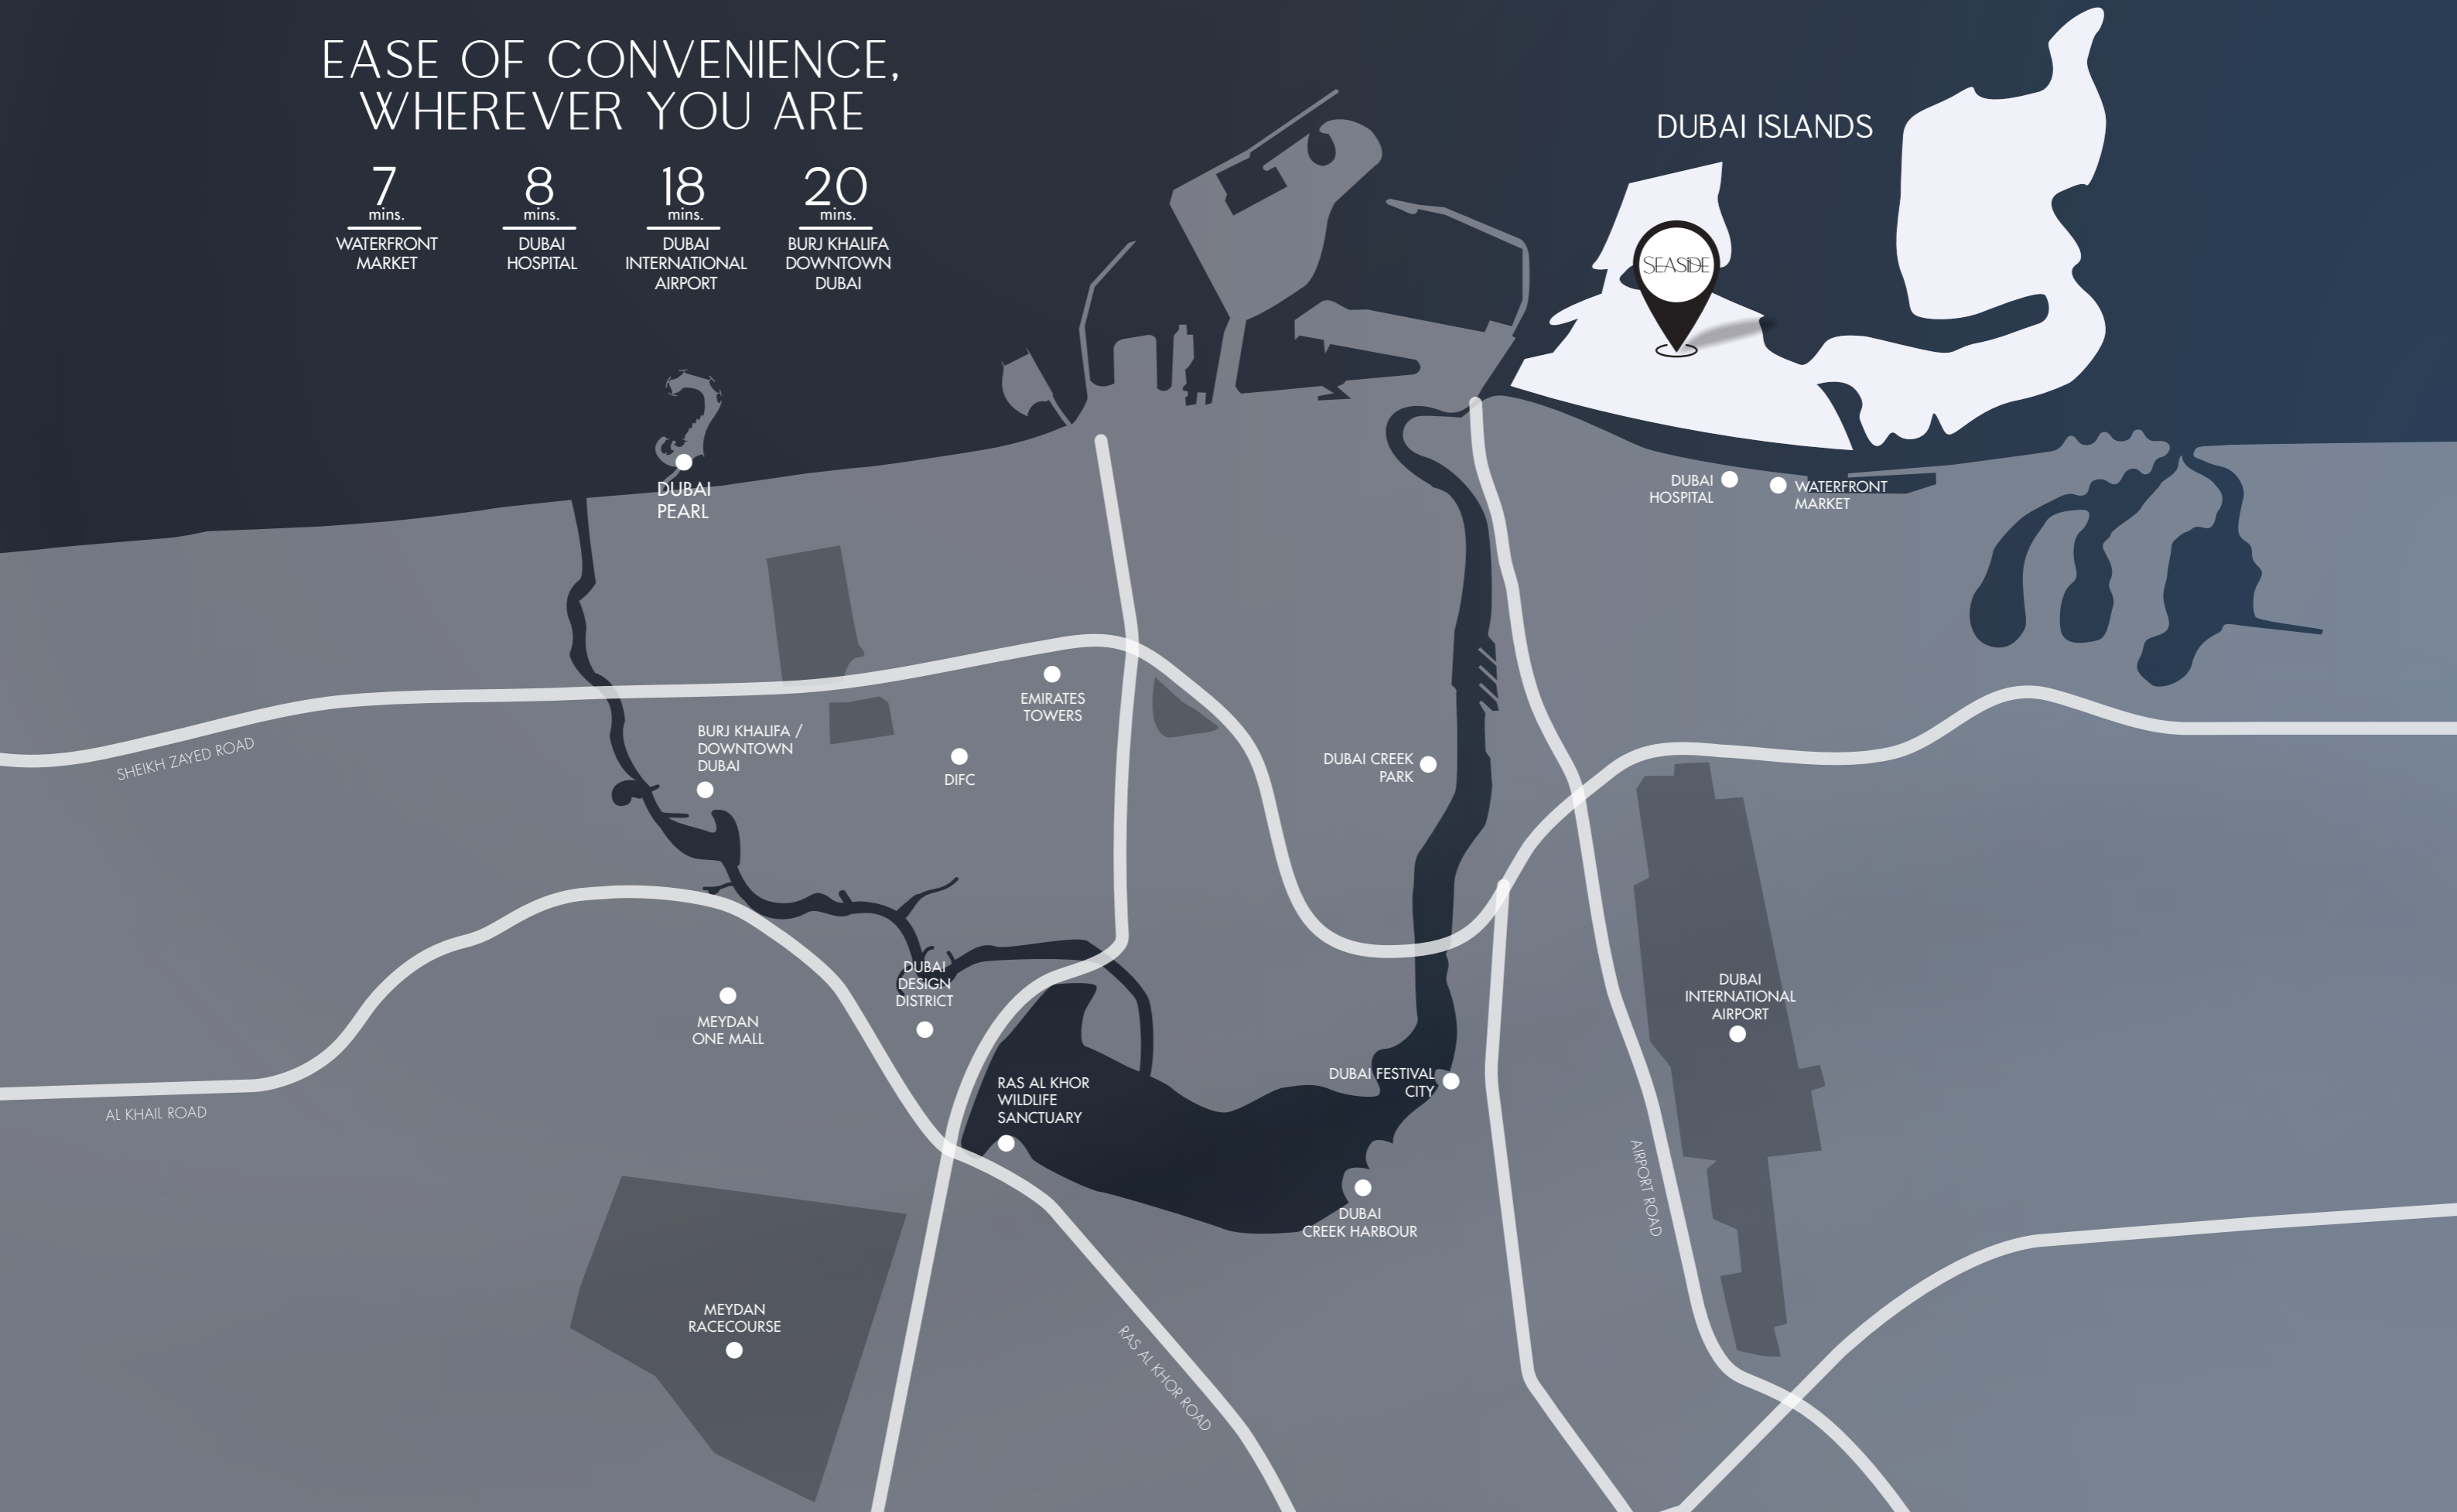 EASE OF CONVENIENCE,
WHEREVER YOU ARE
7
mins.
WATERFRONT
MARKET
8
mins.
DUBAI
HOSPITAL
18
mins.
DUBAI
INTERNATIONAL
AIRPORT
20
mins.
BURJ KHALIFA
DOWNTOWN
DUBAI
DUBAI ISLANDS
SEASIDE
DUBAI
PEARL
DUBAI
HOSPITAL
WATERFRONT
MARKET
EMIRATES
TOWERS
SHEIKH ZAYED ROAD
BURJ KHALIFA /
DOWNTOWN
DUBAI
DIFC
DUBAI CREEK
PARK
DUBAI
DESIGN
DISTRICT
DUBAI
INTERNATIONAL
AIRPORT
MEYDAN
ONE MALL
RAS AL KHOR
WILDLIFE
SANCTUARY
DUBAI FESTIVAL
CITY
AL KHAIL ROAD
AIRPORT ROAD
DUBAI
CREEK HARBOUR
MEYDAN
RACECOURSE
RAS AL KHOR ROAD